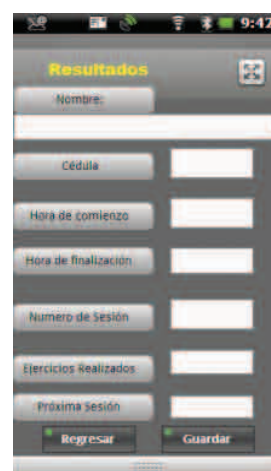 9:42
Resultados
Nombre:
Cédula
Hora de comienzo
Hora de finalización
Numero de Sesión
Ejercicios Realizados
Próxima Sesión
Regresar Guardar